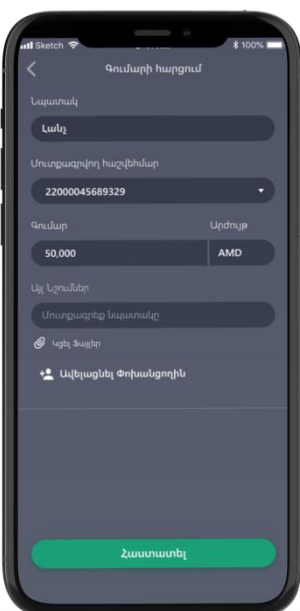 Sketch
100%
Գումարի հարցում
Նպատակ
Լանչ
Մուտքագրվող հաշվեհմար
22000045689329
Գումար
Արժույթ
50,000
AMD
Այլ Նշումներ
Մուտքագրեք նպատակը
Կցել Ֆայլեր
Ավելացնել Փոխանցողին
Հաստատել